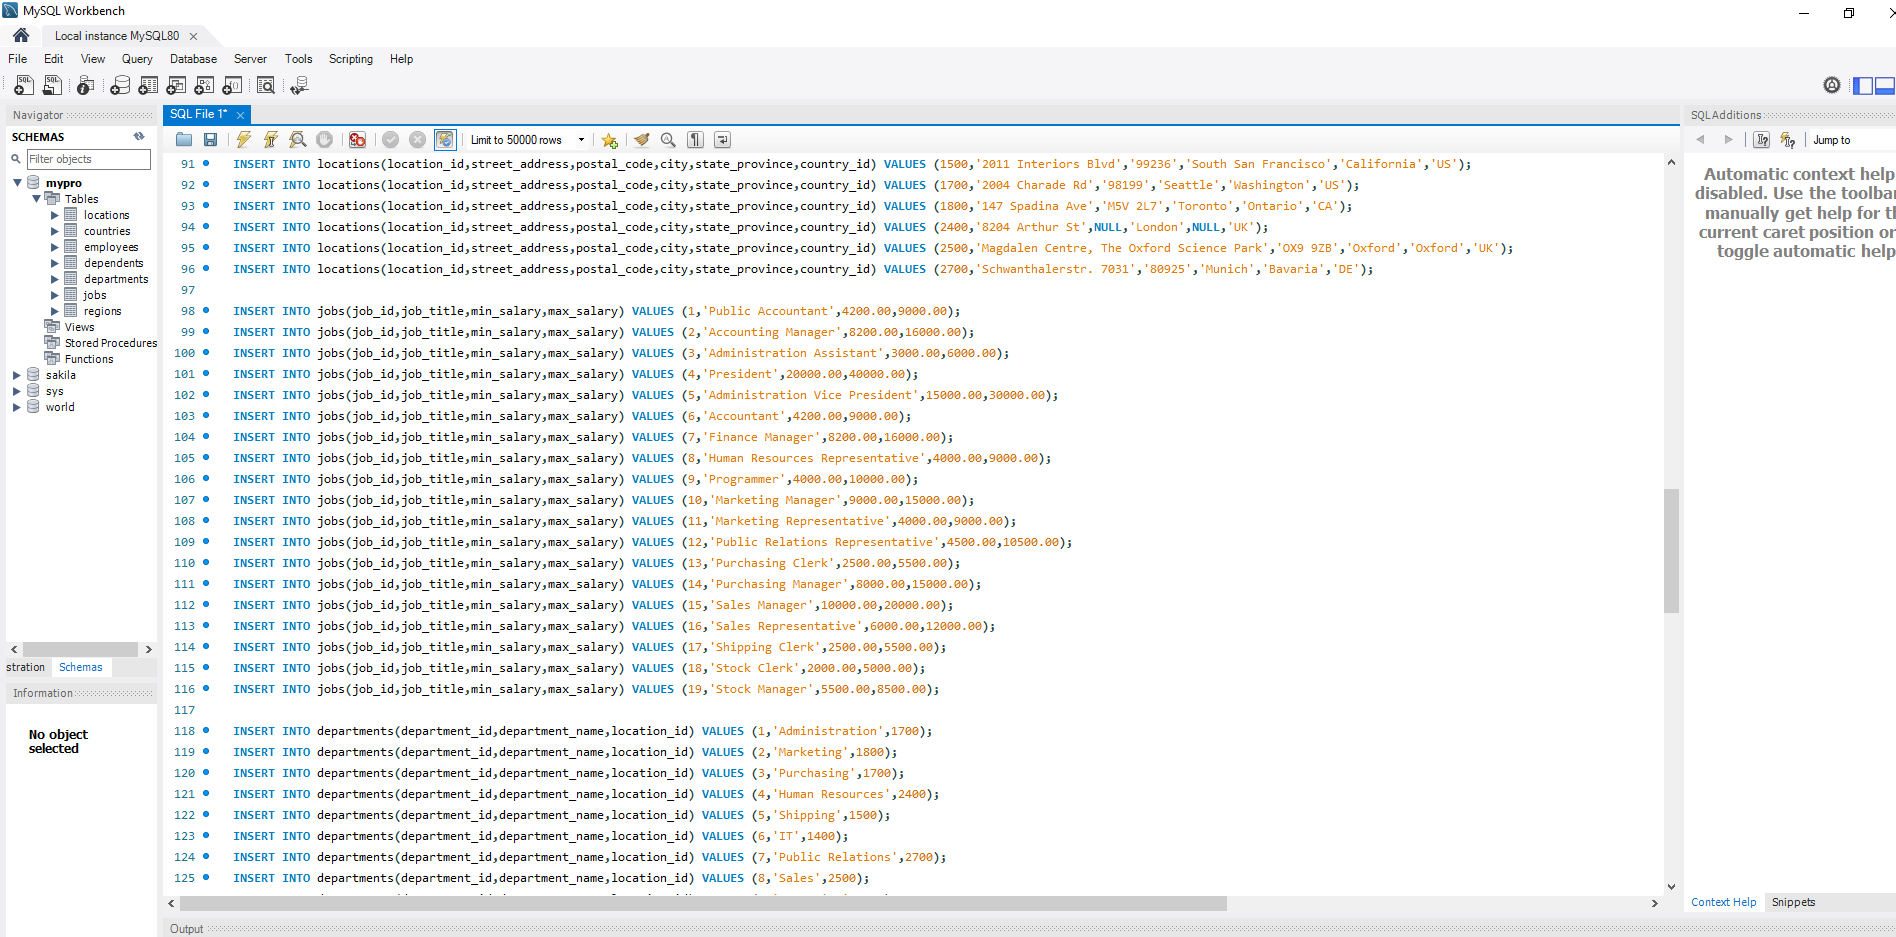 MySQL Workbench
Local instance MySQL80
File Edit View Query Database Server Tools Scripting Help
Navigator
SCHEMAS
Filter objects
mypro
Tables
locations
countries
employees
dependents
departments
jobs
regions
Views
Stored Procedures
Functions
sakila
sys
world
stration Schemas
Information
No object
selected
SQL File 1*
Limit to 50000 rows
91 INSERT INTO locations(location_id,street_address,postal_code,city,state_province,country_id) VALUES (1500,'2011 Interiors Blvd','99236','South San Francisco','California','US');
92 INSERT INTO locations(location_id,street_address,postal_code,city,state_province,country_id) VALUES (1700,'2004 Charade Rd','98199','Seattle','Washington','US');
93 INSERT INTO locations(location_id,street_address,postal_code,city,state_province,country_id) VALUES (1800,'147 Spadina Ave','M5V 2L7','Toronto','Ontario','CA');
94 INSERT INTO locations(location_id,street_address,postal_code,city,state_province,country_id) VALUES (2400,'8204 Arthur St',NULL,'London',NULL,'UK');
95 INSERT INTO locations(location_id,street_address,postal_code,city,state_province,country_id) VALUES (2500,'Magdalen Centre, The Oxford Science Park','OX9 9ZB','Oxford','Oxford','UK');
96 INSERT INTO locations(location_id,street_address,postal_code,city,state_province,country_id) VALUES (2700,'Schwanthalerstr. 7031','80925','Munich','Bavaria','DE');
97
98 INSERT INTO jobs(job_id,job_title,min_salary,max_salary) VALUES (1,'Public Accountant',4200.00,9000.00);
99 INSERT INTO jobs(job_id,job_title,min_salary,max_salary) VALUES (2,'Accounting Manager',8200.00,16000.00);
100 INSERT INTO jobs(job_id,job_title,min_salary,max_salary) VALUES (3,'Administration Assistant',3000.00,6000.00);
101 INSERT INTO jobs(job_id,job_title,min_salary,max_salary) VALUES (4,'President',20000.00,40000.00);
102 INSERT INTO jobs(job_id,job_title,min_salary,max_salary) VALUES (5,'Administration Vice President',15000.00,30000.00);
103 INSERT INTO jobs(job_id,job_title,min_salary,max_salary) VALUES (6,'Accountant',4200.00,9000.00);
104 INSERT INTO jobs(job_id,job_title,min_salary,max_salary) VALUES (7,'Finance Manager',8200.00,16000.00);
105 INSERT INTO jobs(job_id,job_title,min_salary,max_salary) VALUES (8,'Human Resources Representative',4000.00,9000.00);
106 INSERT INTO jobs(job_id,job_title,min_salary,max_salary) VALUES (9,'Programmer',4000.00,10000.00);
107 INSERT INTO jobs(job_id,job_title,min_salary,max_salary) VALUES (10,'Marketing Manager',9000.00,15000.00);
108 INSERT INTO jobs(job_id,job_title,min_salary,max_salary) VALUES (11,'Marketing Representative',4000.00,9000.00);
109 INSERT INTO jobs(job_id,job_title,min_salary,max_salary) VALUES (12,'Public Relations Representative',4500.00,10500.00);
110 INSERT INTO jobs(job_id,job_title,min_salary,max_salary) VALUES (13,'Purchasing Clerk',2500.00,5500.00);
111 INSERT INTO jobs(job_id,job_title,min_salary,max_salary) VALUES (14,'Purchasing Manager',8000.00,15000.00);
112 INSERT INTO jobs(job_id,job_title,min_salary,max_salary) VALUES (15,'Sales Manager',10000.00,20000.00);
113 INSERT INTO jobs(job_id,job_title,min_salary,max_salary) VALUES (16,'Sales Representative',6000.00,12000.00);
114 INSERT INTO jobs(job_id,job_title,min_salary,max_salary) VALUES (17,'Shipping Clerk',2500.00,5500.00);
115 INSERT INTO jobs(job_id,job_title,min_salary,max_salary) VALUES (18,'Stock Clerk',2000.00,5000.00);
116 INSERT INTO jobs(job_id,job_title,min_salary,max_salary) VALUES (19,'Stock Manager',5500.00,8500.00);
117
118 INSERT INTO departments(department_id,department_name,location_id) VALUES (1,'Administration',1700);
119 INSERT INTO departments(department_id,department_name,location_id) VALUES (2,'Marketing',1800);
120 INSERT INTO departments(department_id,department_name,location_id) VALUES (3,'Purchasing',1700);
121 INSERT INTO departments(department_id,department_name,location_id) VALUES (4,'Human Resources',2400);
122 INSERT INTO departments(department_id,department_name,location_id) VALUES (5,'Shipping',1500);
123 INSERT INTO departments(department_id,department_name,location_id) VALUES (6,'IT',1400);
124 INSERT INTO departments(department_id,department_name,location_id) VALUES (7,'Public Relations',2700);
125 INSERT INTO departments(department_id,department_name,location_id) VALUES (8,'Sales',2500);
Output
SQLAdditions
Jump to
Automatic context help
disabled. Use the toolbar
manually get help for th
current caret position or
toggle automatic help
Context Help Snippets